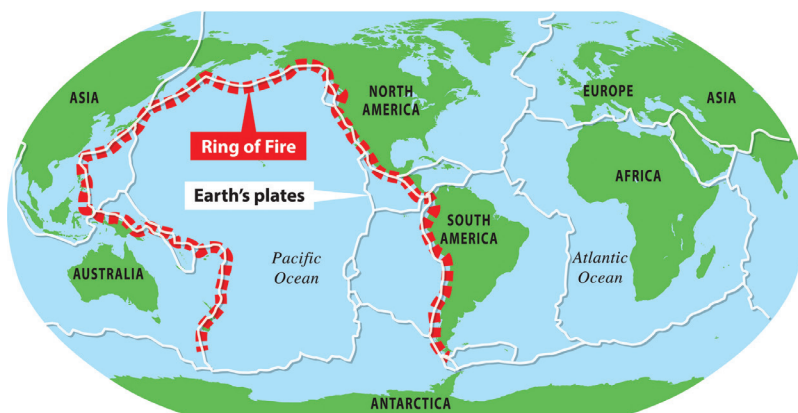 ASIA
NORTH
AMERICA
EUROPE
ASIA
Ring of Fire
Earth's plates
AFRICA
SOUTH
AMERICA
Pacific
Ocean
Atlantic
Ocean
AUSTRALIA
ANTARCTICA